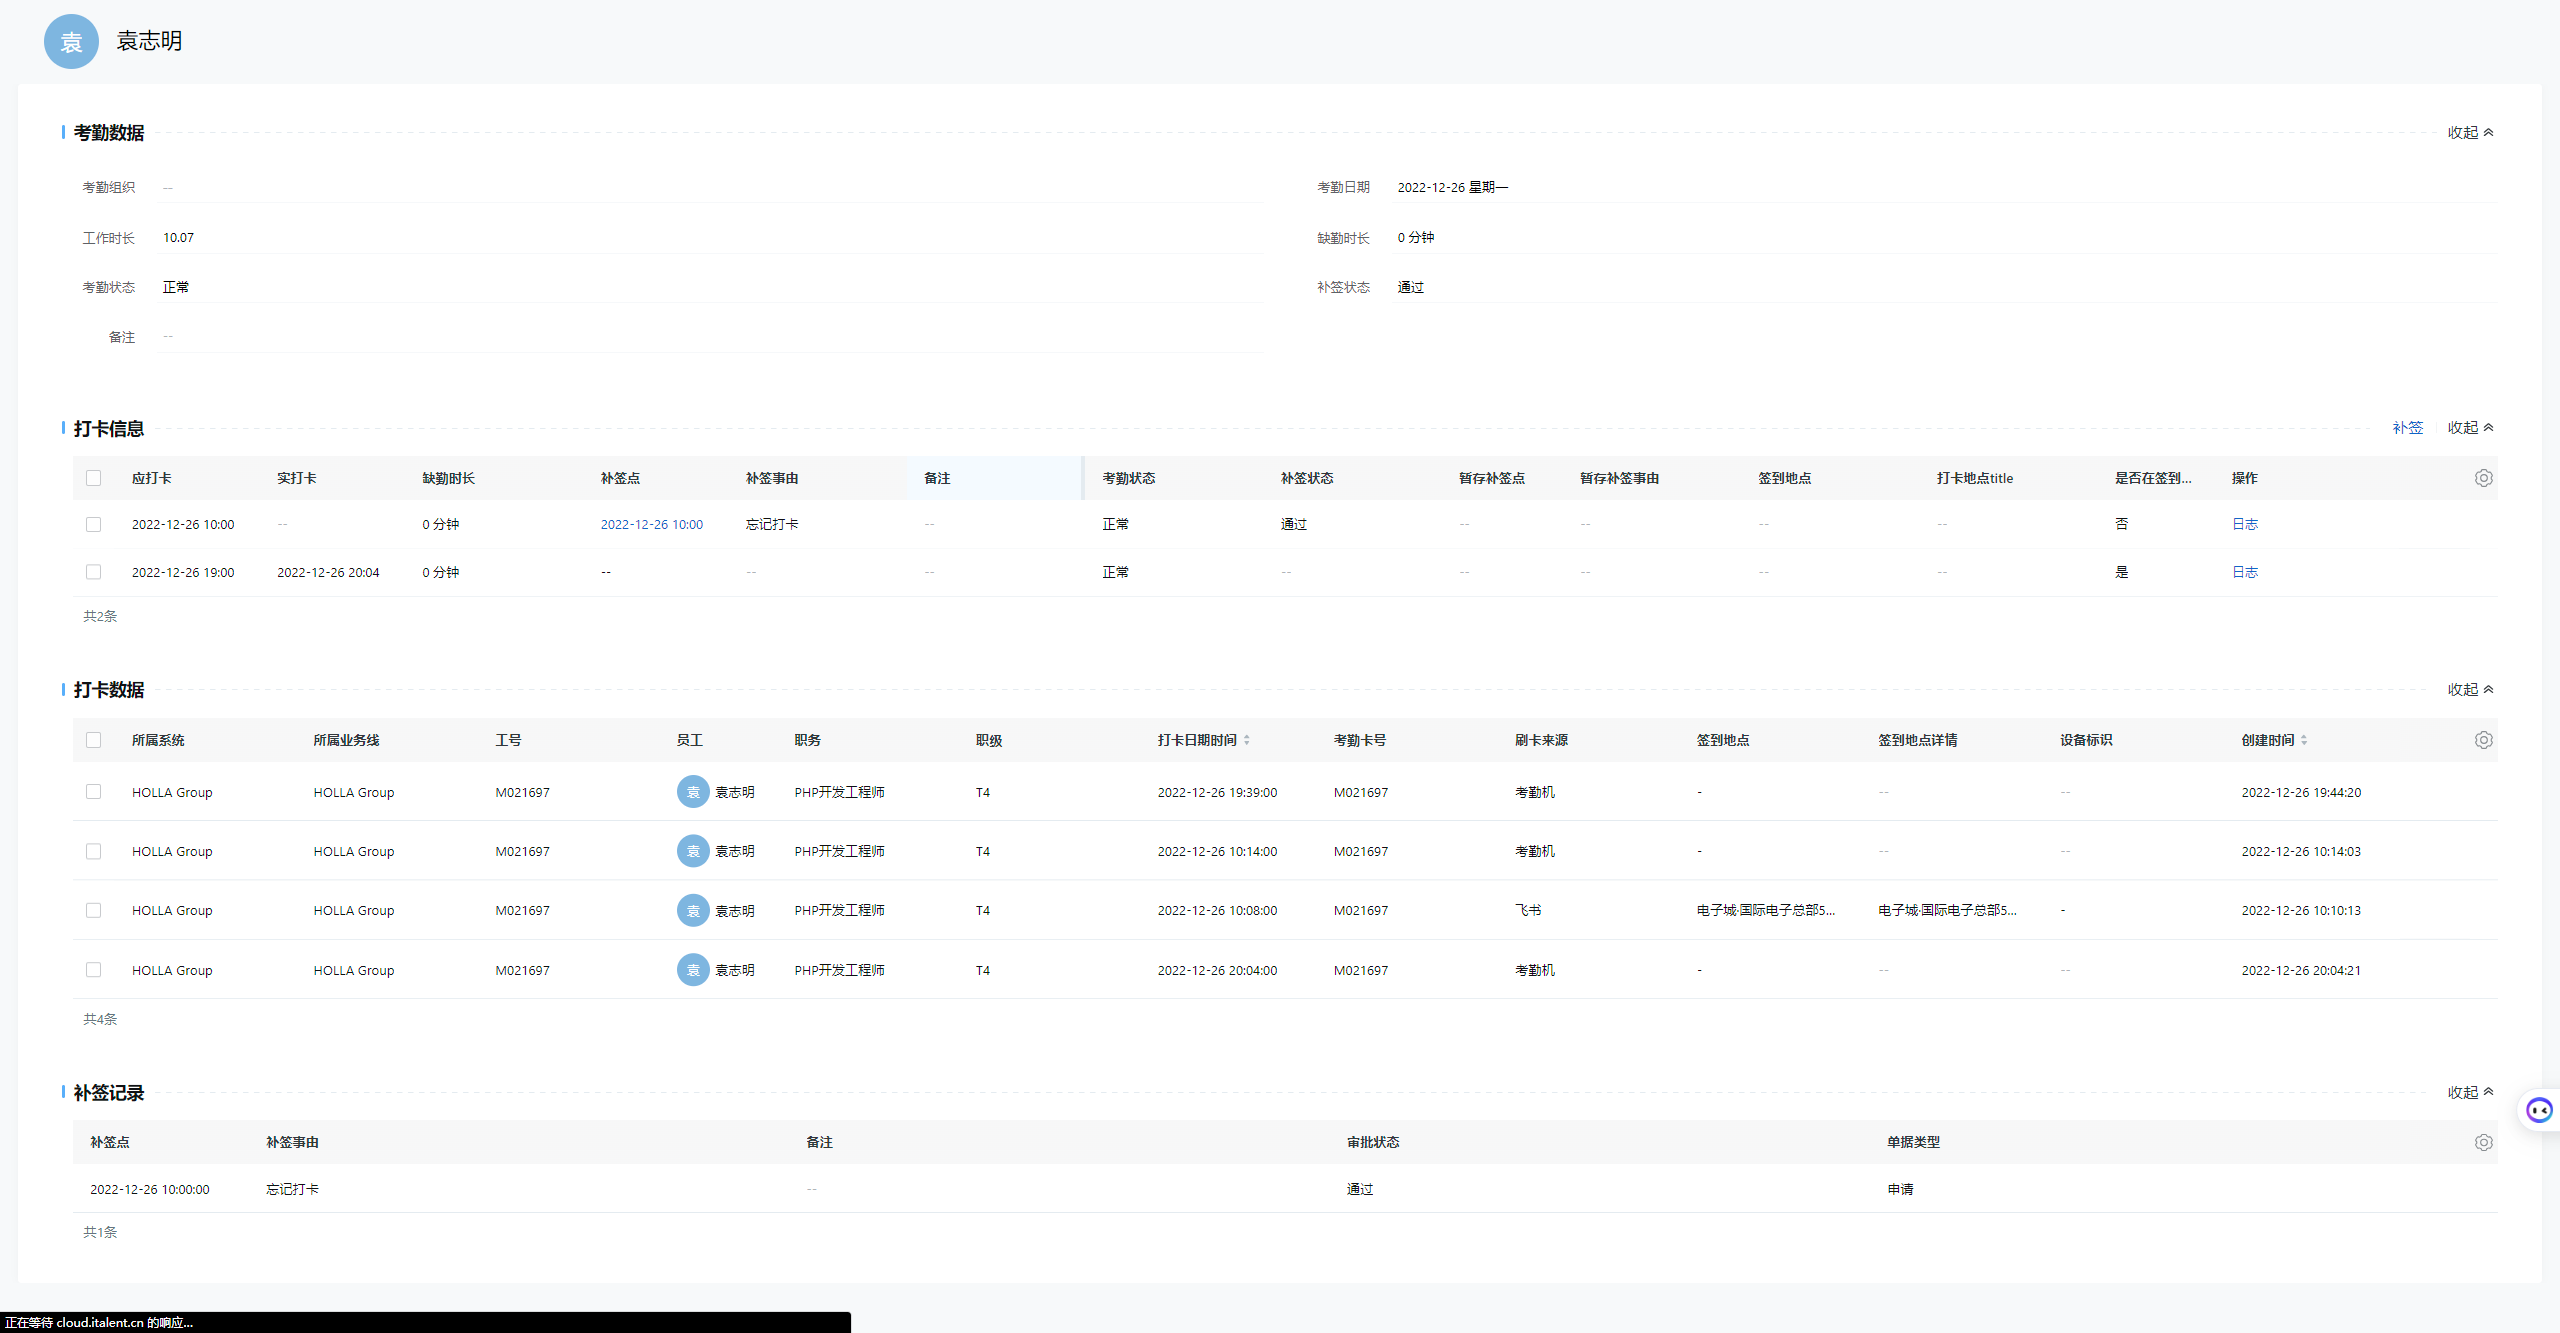 袁 袁志明
考勤数据 收起
考勤组织 -- 考勤日期 2022-12-26 星期一
工作时长 10.07 缺勤时长 0 分钟
考勤状态 正常 补签状态 通过
备注 --
打卡信息 补签 收起
应打卡 实打卡 缺勤时长 补签点 补签事由 备注 考勤状态 补签状态 暂存补签点 暂存补签事由 签到地点 打卡地点title 是否在签到... 操作
2022-12-26 10:00 -- 0 分钟 2022-12-26 10:00 忘记打卡 -- 正常 通过 -- -- -- -- 否 日志
2022-12-26 19:00 2022-12-26 20:04 0 分钟 -- -- -- 正常 -- -- -- -- -- 是 日志
共2条
打卡数据 收起
所属系统 所属业务线 工号 员工 职务 职级 打卡日期时间 考勤卡号 刷卡来源 签到地点 签到地点详情 设备标识 创建时间
HOLLA Group HOLLA Group M021697 袁 袁志明 PHP开发工程师 T4 2022-12-26 19:39:00 M021697 考勤机 - -- -- 2022-12-26 19:44:20
HOLLA Group HOLLA Group M021697 袁 袁志明 PHP开发工程师 T4 2022-12-26 10:14:00 M021697 考勤机 - -- -- 2022-12-26 10:14:03
HOLLA Group HOLLA Group M021697 袁 袁志明 PHP开发工程师 T4 2022-12-26 10:08:00 M021697 飞书 电子城·国际电子总部5... 电子城·国际电子总部5... - 2022-12-26 10:10:13
HOLLA Group HOLLA Group M021697 袁 袁志明 PHP开发工程师 T4 2022-12-26 20:04:00 M021697 考勤机 - -- -- 2022-12-26 20:04:21
共4条
补签记录 收起
补签点 补签事由 备注 审批状态 单据类型
2022-12-26 10:00:00 忘记打卡 -- 通过 申请
共1条
正在等待 cloud.italent.cn 的响应...